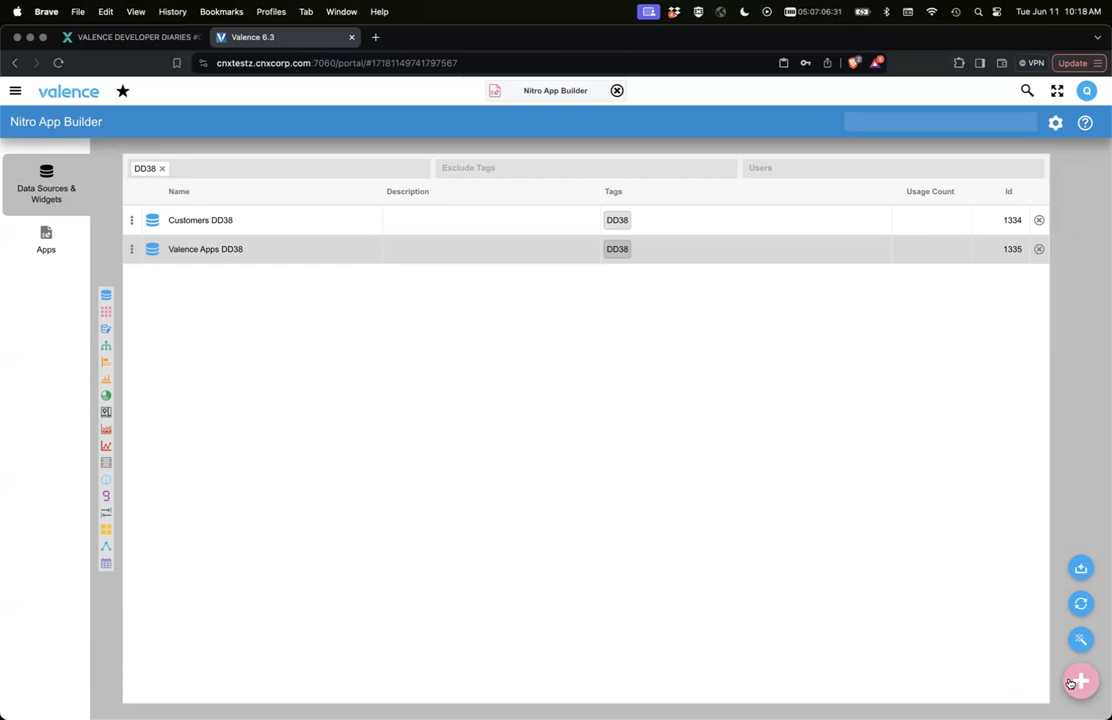 Brave File Edit View History Bookmarks Profiles Tab Window Help 05:07:06:31 Tue Jun 11 10:18 AM
VALENCE DEVELOPER DIARIES # Valence 6.3
cnxtestz.cnxcorp.com:7060/portal/#17181149741797567 VPN Update
valence Nitro App Builder Q
Nitro App Builder
Data Sources &
Widgets
Apps
DD38 Exclude Tags Users
Name Description Tags Usage Count Id
Customers DD38 DD38 1334
Valence Apps DD38 DD38 1335